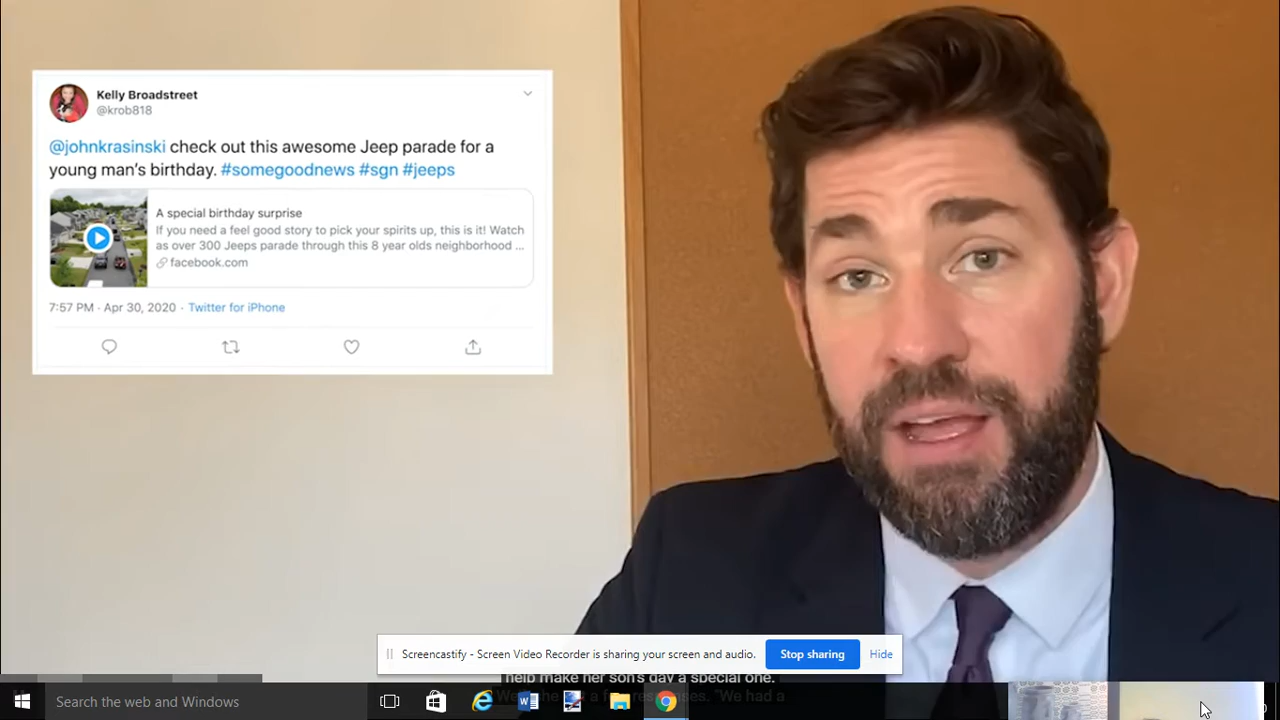 Kelly Broadstreet
@krob818
@johnkrasinski check out this awesome Jeep parade for a
young man's birthday. #somegoodnews #sgn #jeeps
A special birthday surprise
If you need a feel good story to pick your spirits up, this is it! Watch
as over 300 Jeeps parade through this 8 year olds neighborhood ...
facebook.com
7:57 PM · Apr 30, 2020 · Twitter for iPhone
Screencastify - Screen Video Recorder is sharing your screen and audio.
Stop sharing
Hide
help make her son's day a special one.
a few responses. "We had a
Search the web and Windows